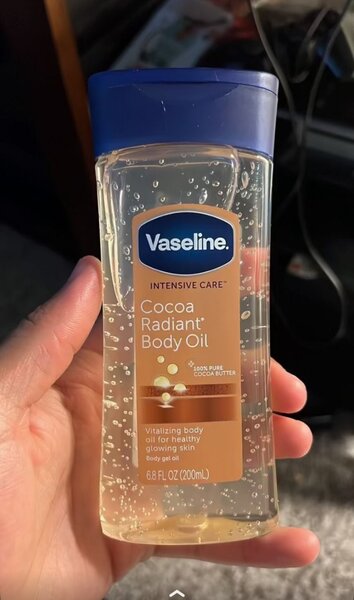 Vaseline.
INTENSIVE CARE™
Cocoa
Radiant*
Body Oil
100% PURE
COCOA BUTTER
Vitalizing body
oil for healthy
glowing skin
Body gel oil
6.8 FL OZ (200mL)